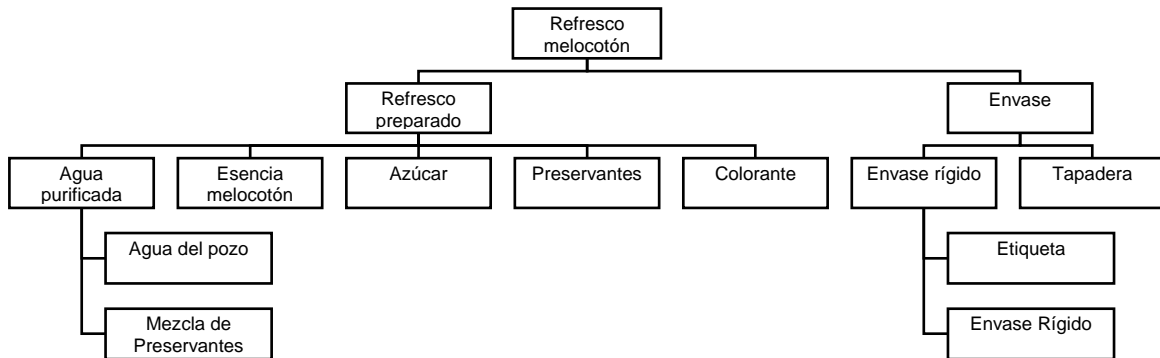 Refresco
melocotón
Refresco
preparado
Envase
Agua
purificada
Esencia
melocotón
Azúcar
Preservantes
Colorante
Envase rígido
Tapadera
Agua del pozo
Etiqueta
Mezcla de
Preservantes
Envase Rígido